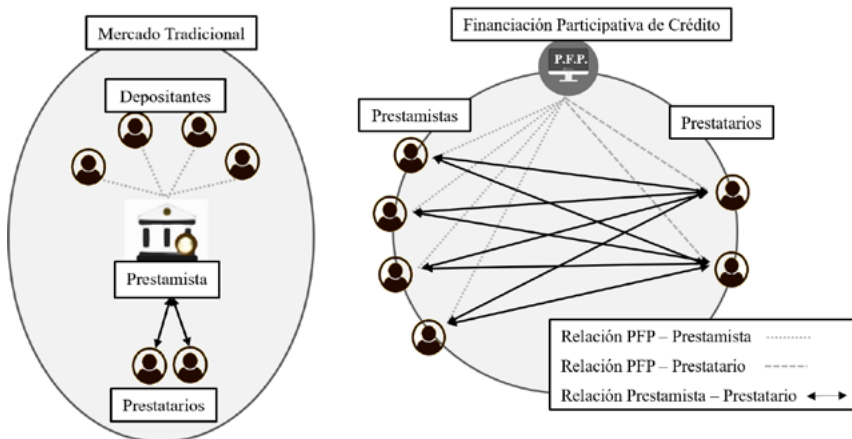 Mercado Tradicional
Depositantes
Prestamista
Prestatarios
Financiación Participativa de Crédito
P.F.P.
Prestamistas
Prestatarios
Relación PFP – Prestamista
Relación PFP – Prestatario
Relación Prestamista – Prestatario